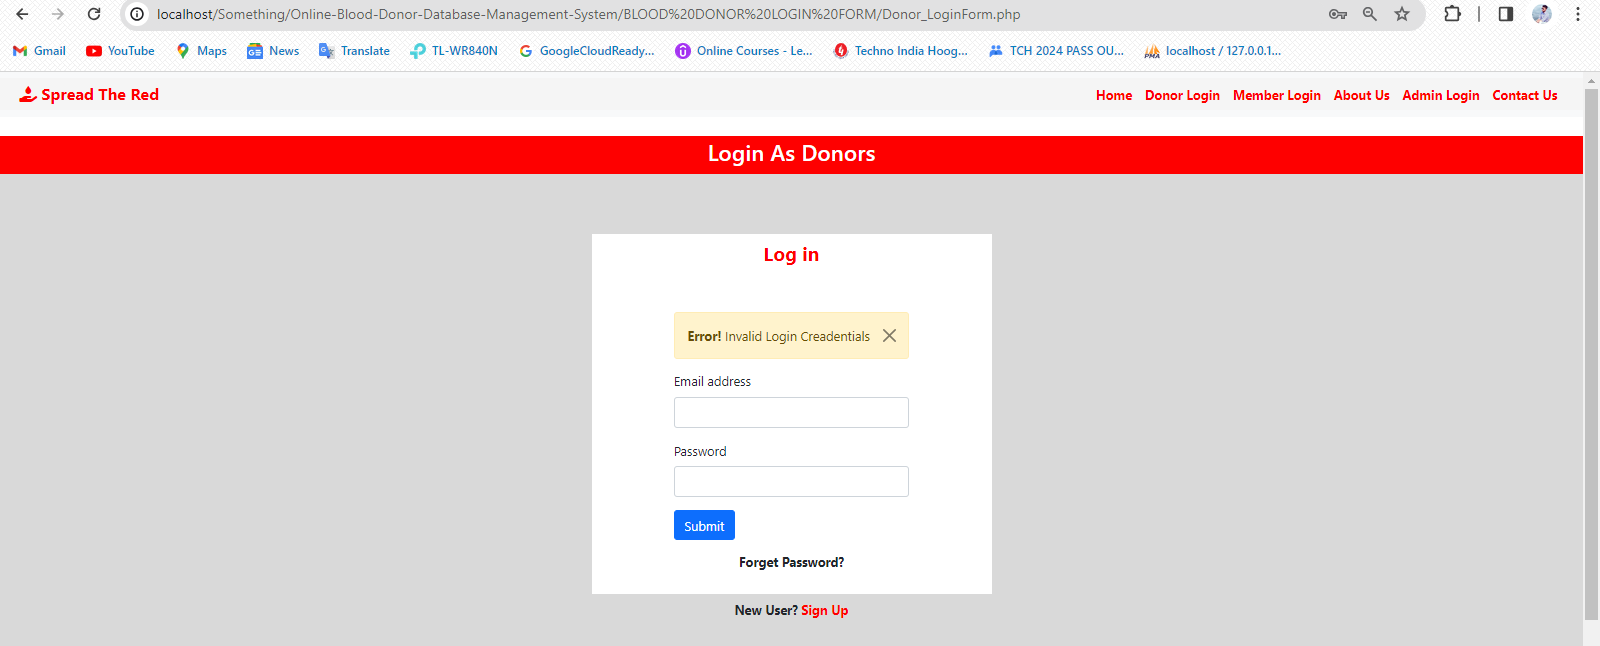 localhost/Something/Online-Blood-Donor-Database-Management-System/BLOOD%20DONOR%20LOGIN%20FORM/Donor_LoginForm.php
Gmail YouTube Maps News Translate TL-WR840N GoogleCloudReady... Online Courses - Le... Techno India Hoog... TCH 2024 PASS OU... PMA localhost / 127.0.0.1...
Spread The Red Home Donor Login Member Login About Us Admin Login Contact Us
Login As Donors
Log in
Error! Invalid Login Creadentials
Email address
Password
Submit
Forget Password?
New User? Sign Up